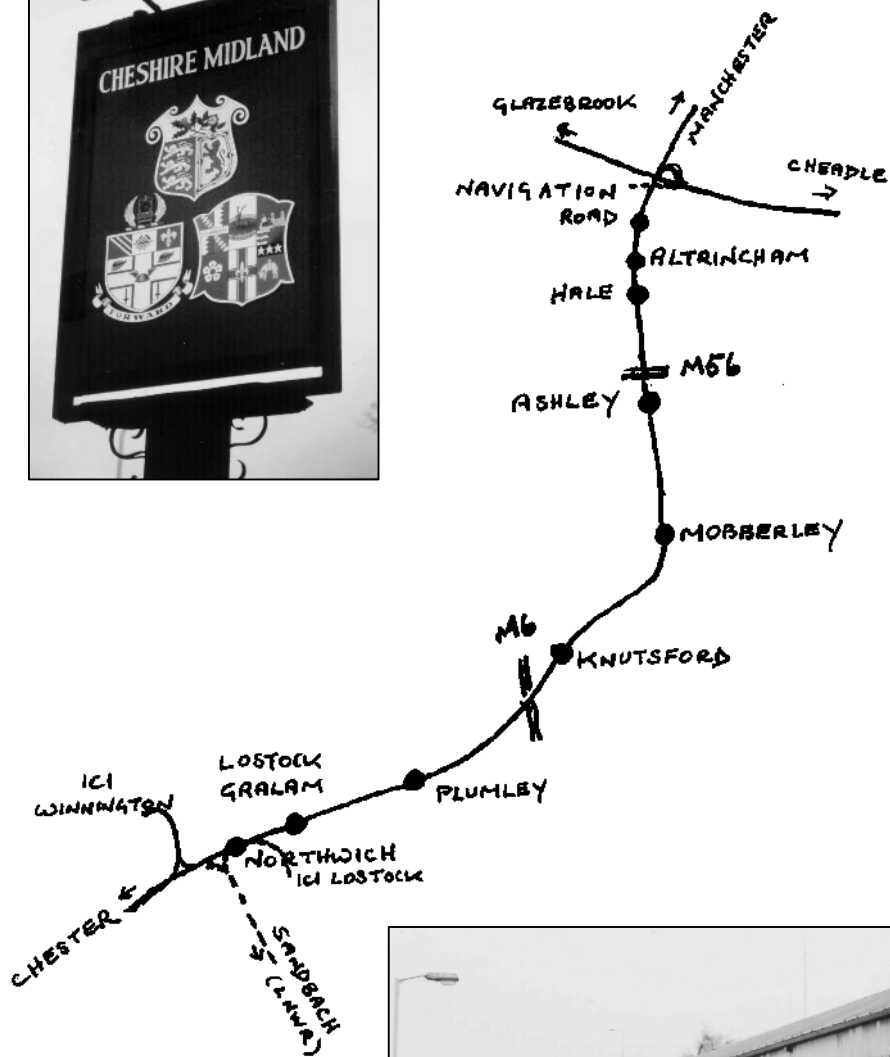 CHESHIRE MIDLAND
FORWARD
MANCHESTER
GLAZEBROOK
CHEADLE
NAVIGATION
ROAD
ALTRINCHAM
HALE
M56
ASHLEY
MOBBERLEY
M6
KNUTSFORD
LOSTOCK
GRALAM
PLUMLEY
ICI
WINNINGTON
NORTHWICH
ICI LOSTOCK
CHESTER
SANDBACH
(LNWR)